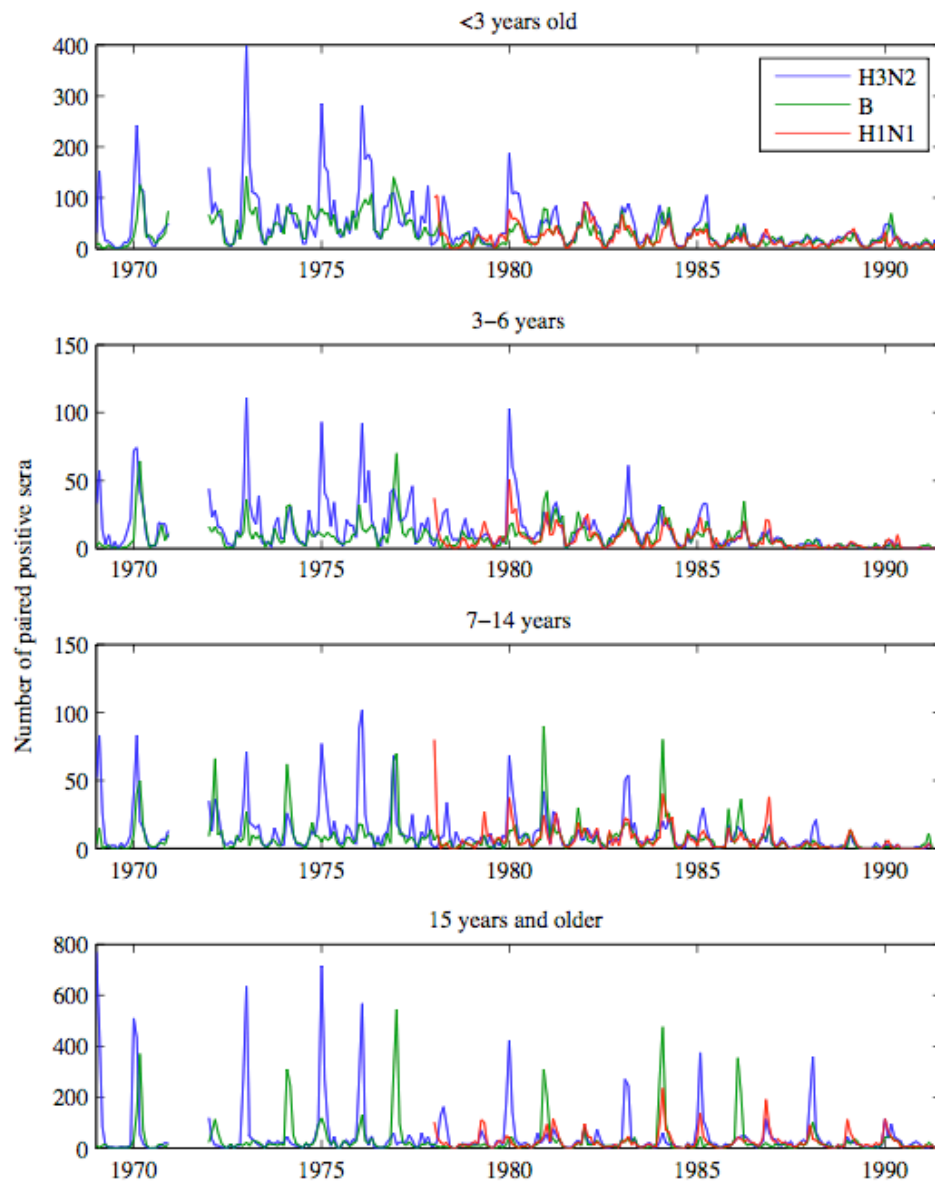 <3 years old
400
300
200
100
0
H3N2
B
H1N1
1970 1975 1980 1985 1990
3–6 years
150
100
50
0
1970 1975 1980 1985 1990
Number of paired positive sera
7–14 years
150
100
50
0
1970 1975 1980 1985 1990
15 years and older
800
600
400
200
0
1970 1975 1980 1985 1990